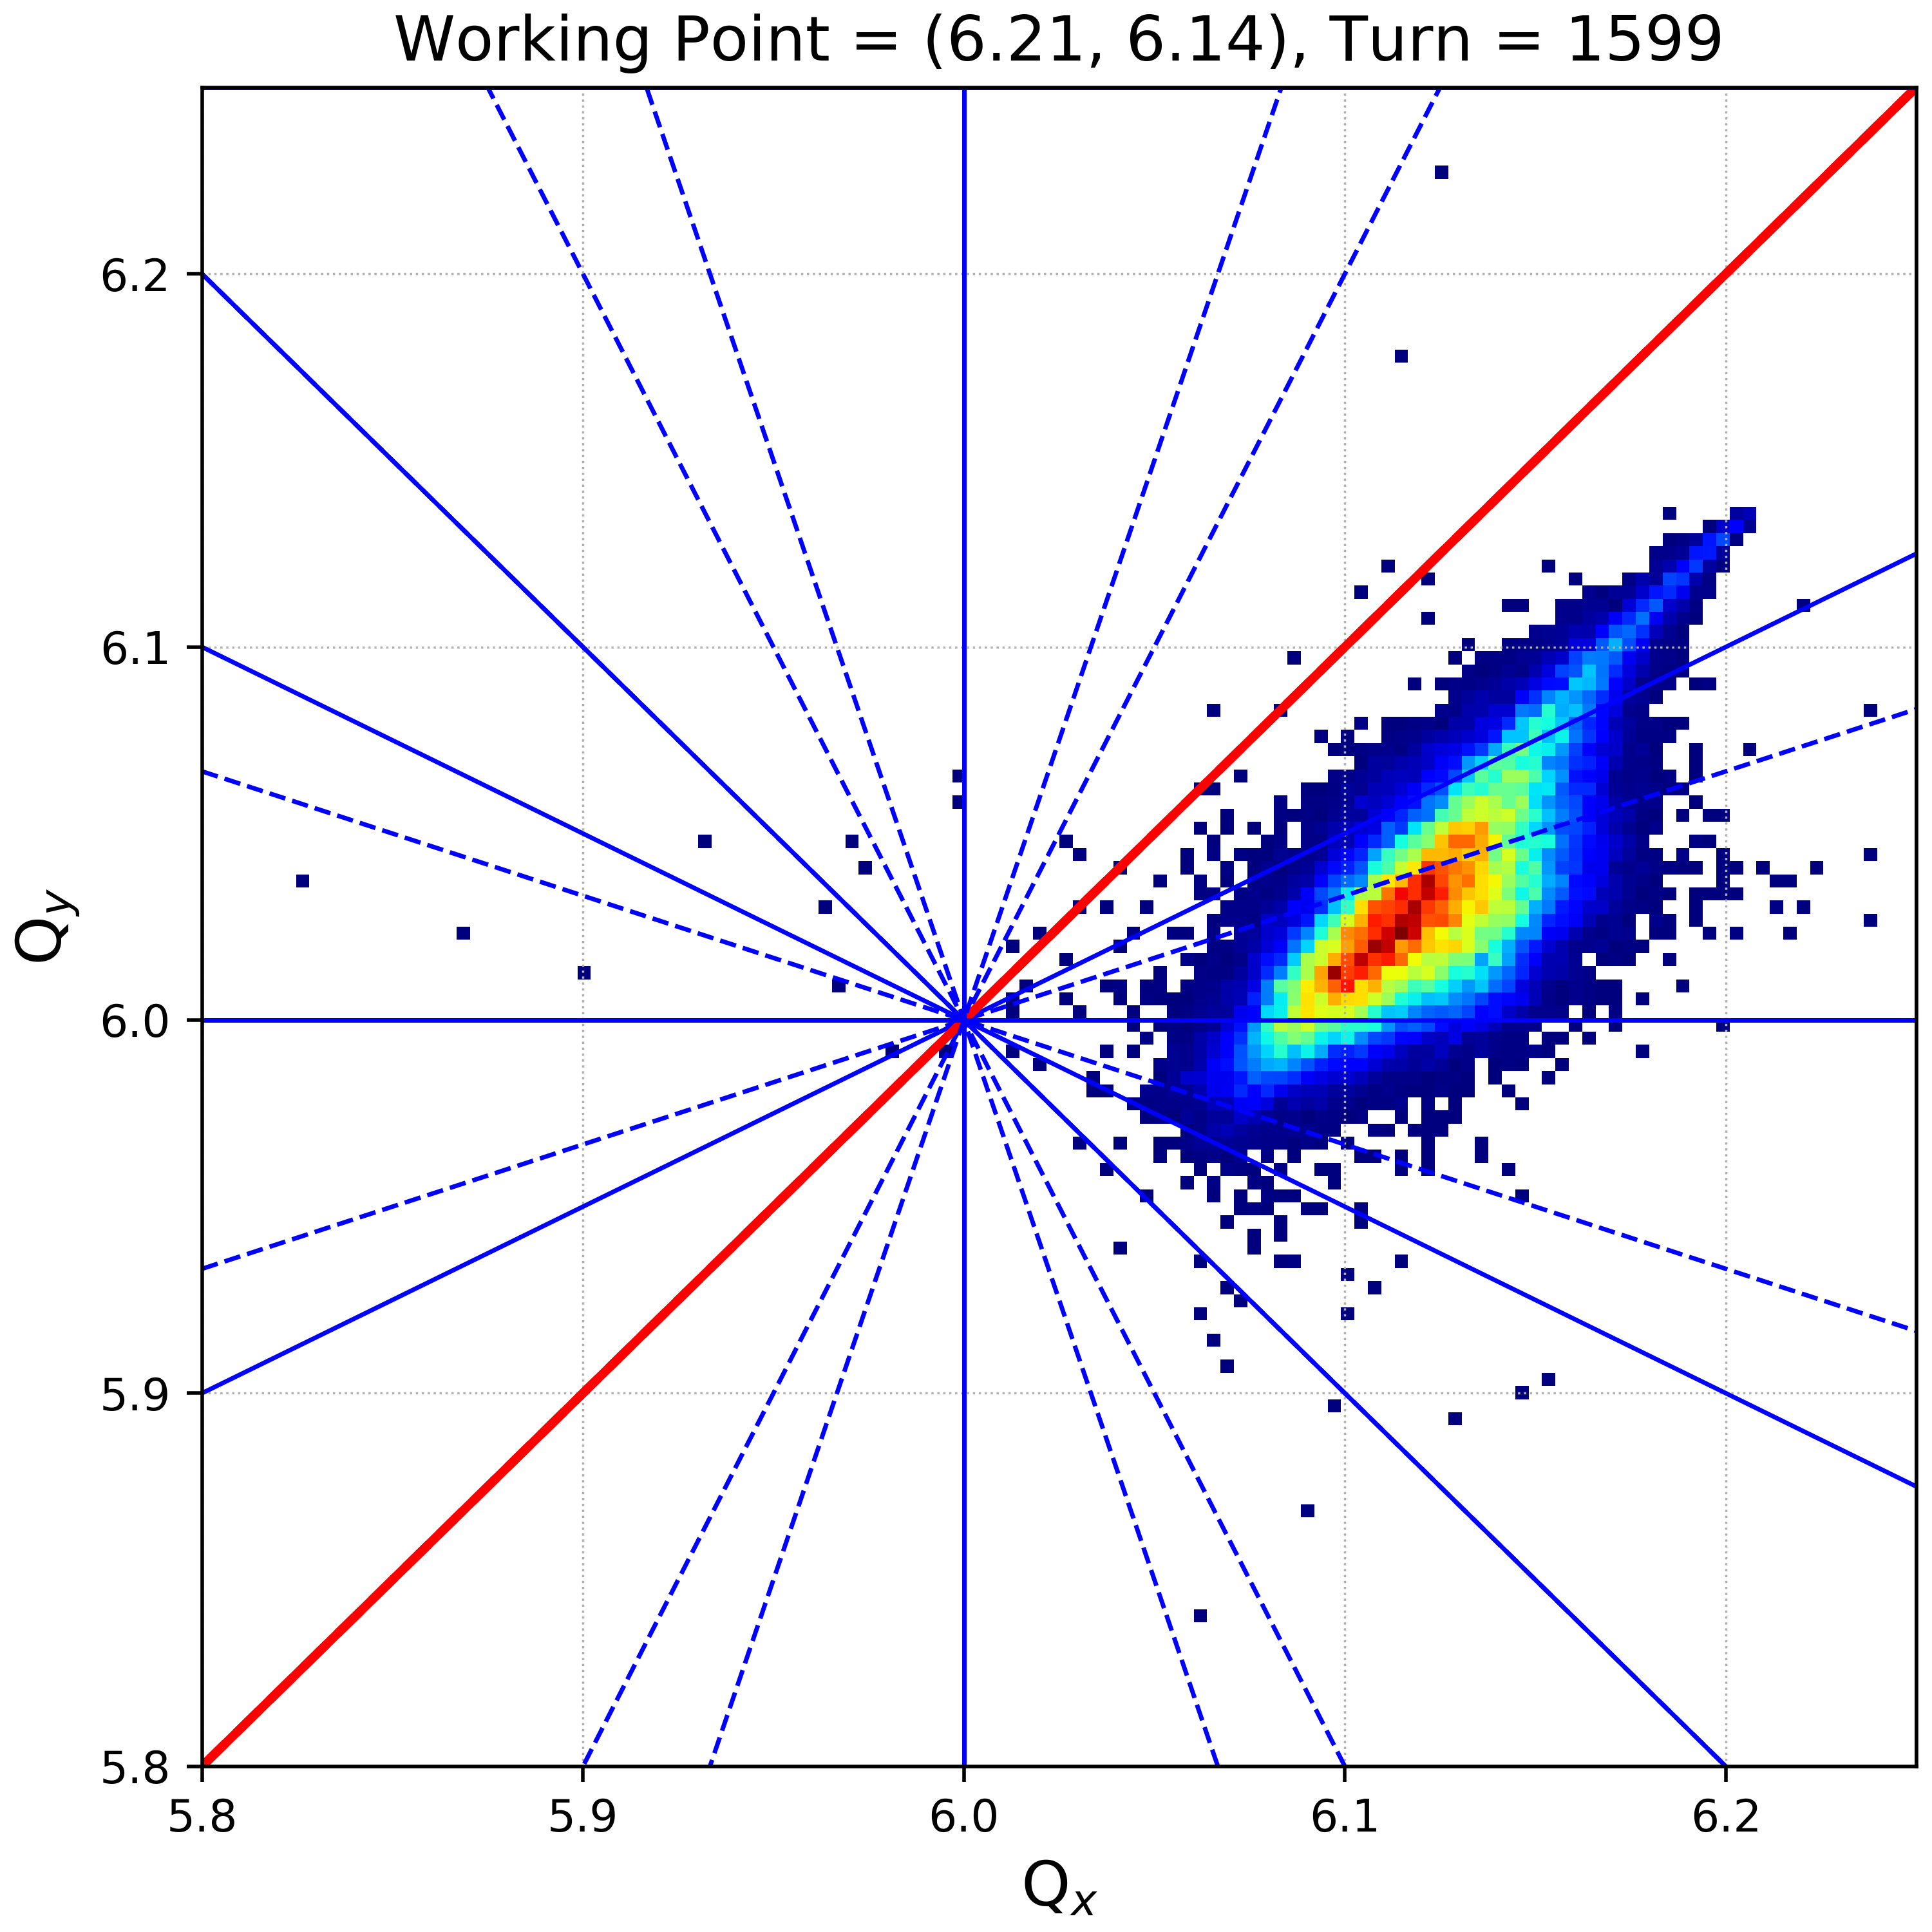 Working Point = (6.21, 6.14), Turn = 1599
6.2
6.1
6.0
5.9
5.8
Qy
5.8 5.9 6.0 6.1 6.2
Qx